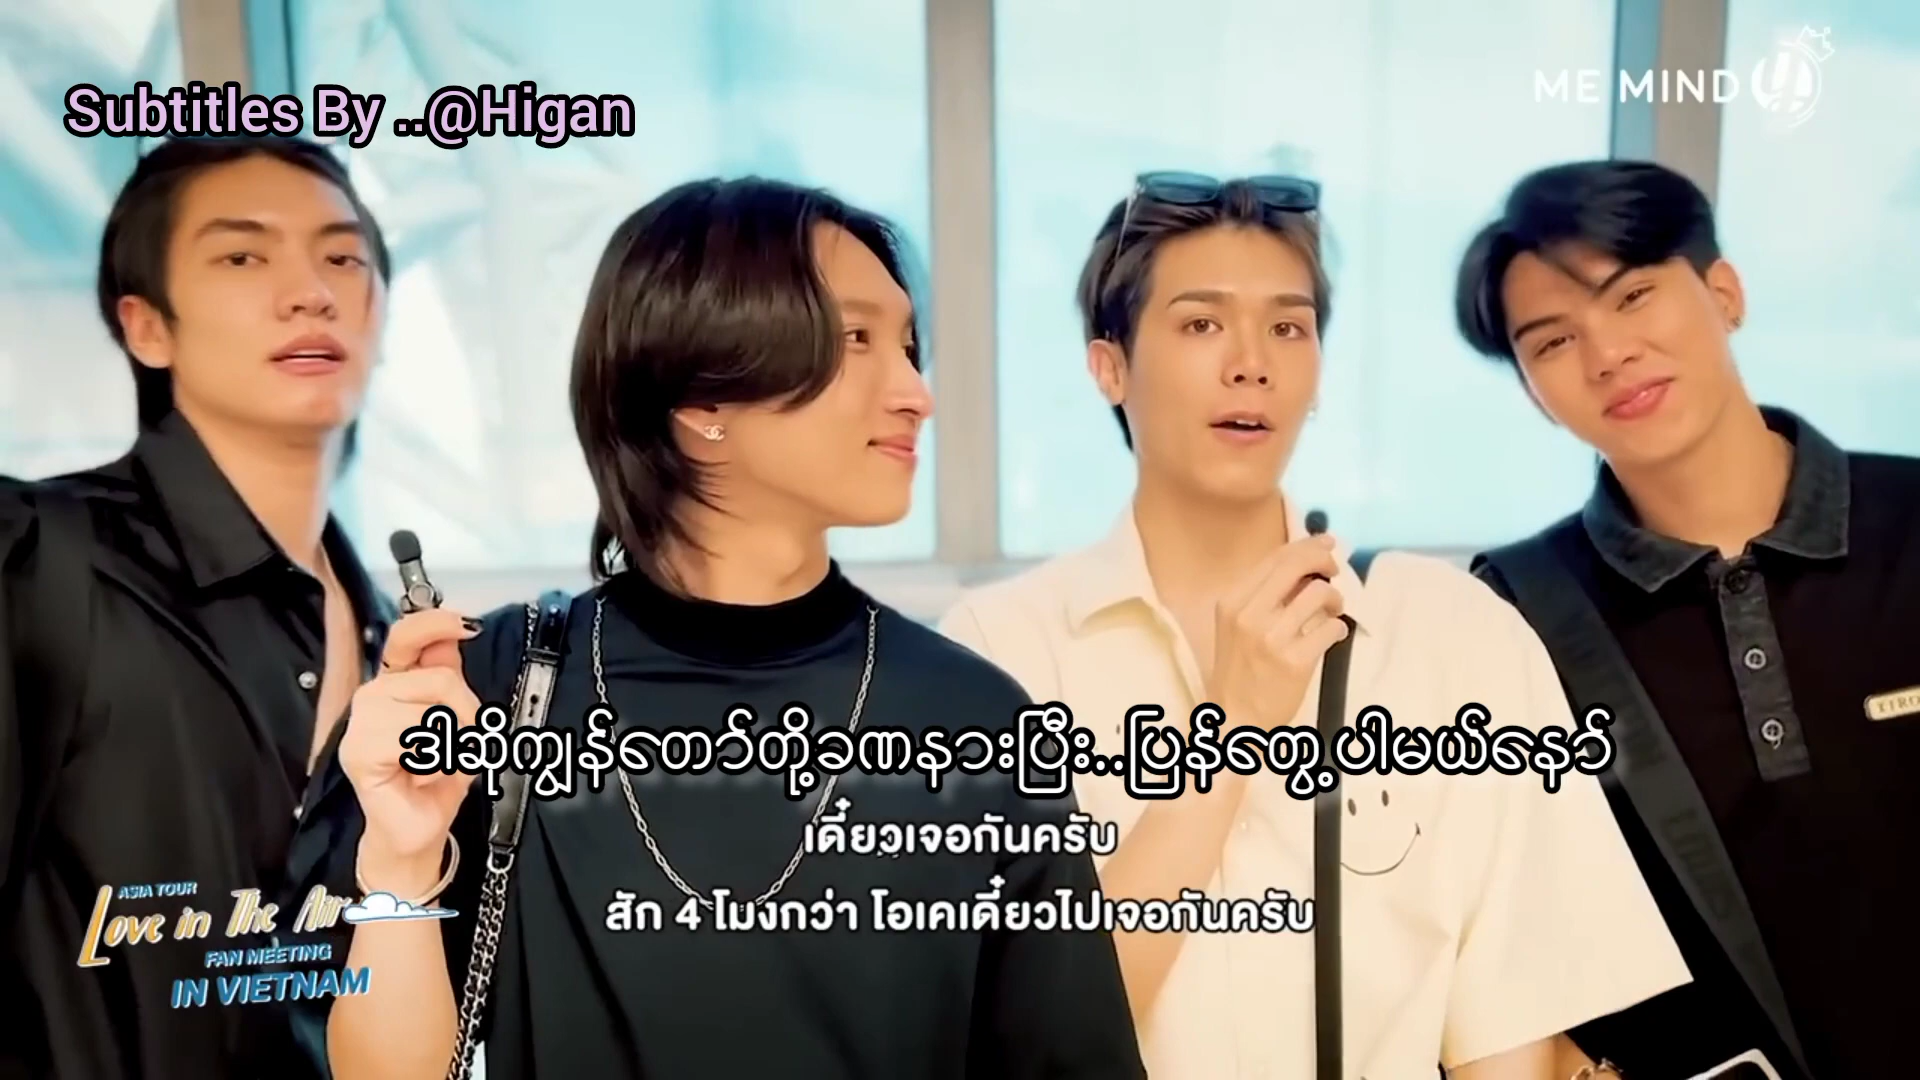 Subtitles By ..@Higan
ME MIND Y
ဒါဆိုကျွန်တော်တို့ခဏနားပြီး..ပြန်တွေ့ပါမယ်နော်
เดี๋ยวเจอกันครับ
สัก 4 โมงกว่า โอเคเดี๋ยวไปเจอกันครับ
ASIA TOUR
Love in The Air
FAN MEETING
IN VIETNAM